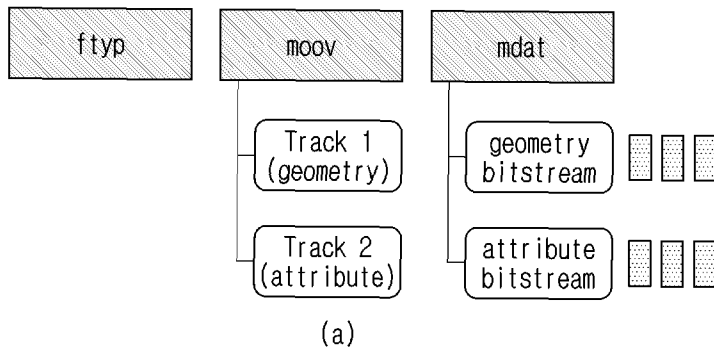 ftyp
moov
mdat
Track 1
(geometry)
geometry
bitstream
Track 2
(attribute)
attribute
bitstream
(a)